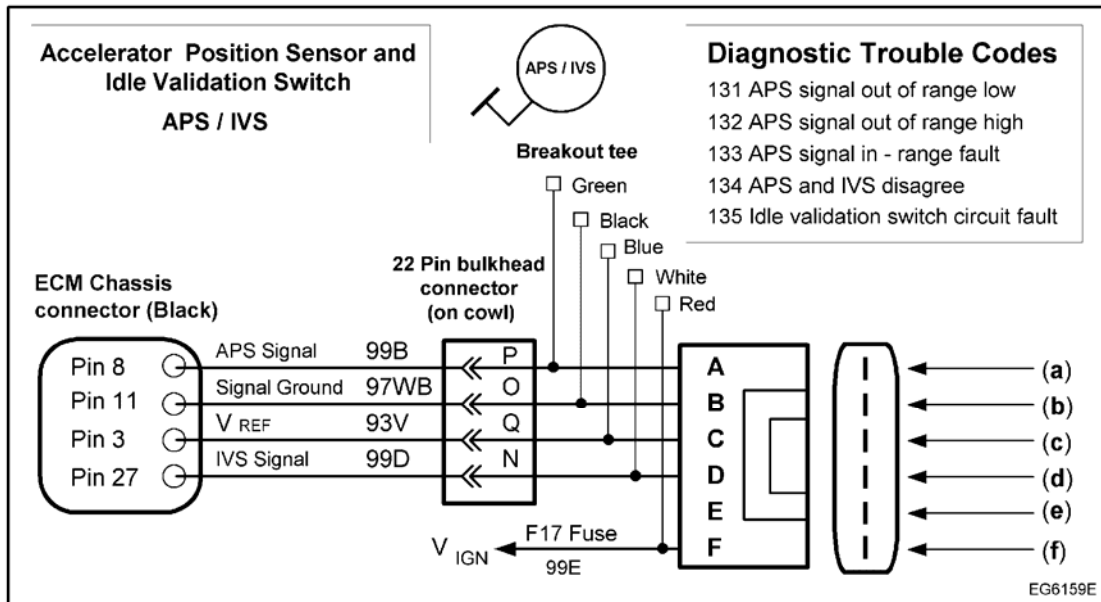 Accelerator Position Sensor and
Idle Validation Switch
APS / IVS
APS / IVS
Diagnostic Trouble Codes
131 APS signal out of range low
132 APS signal out of range high
133 APS signal in - range fault
134 APS and IVS disagree
135 Idle validation switch circuit fault
Breakout tee
Green
Black
Blue
White
Red
22 Pin bulkhead
connector
(on cowl)
ECM Chassis
connector (Black)
Pin 8 APS Signal 99B P A (a)
Pin 11 Signal Ground 97WB O B (b)
Pin 3 V REF 93V Q C (c)
Pin 27 IVS Signal 99D N D (d)
E (e)
V IGN F17 Fuse F (f)
99E
EG6159E